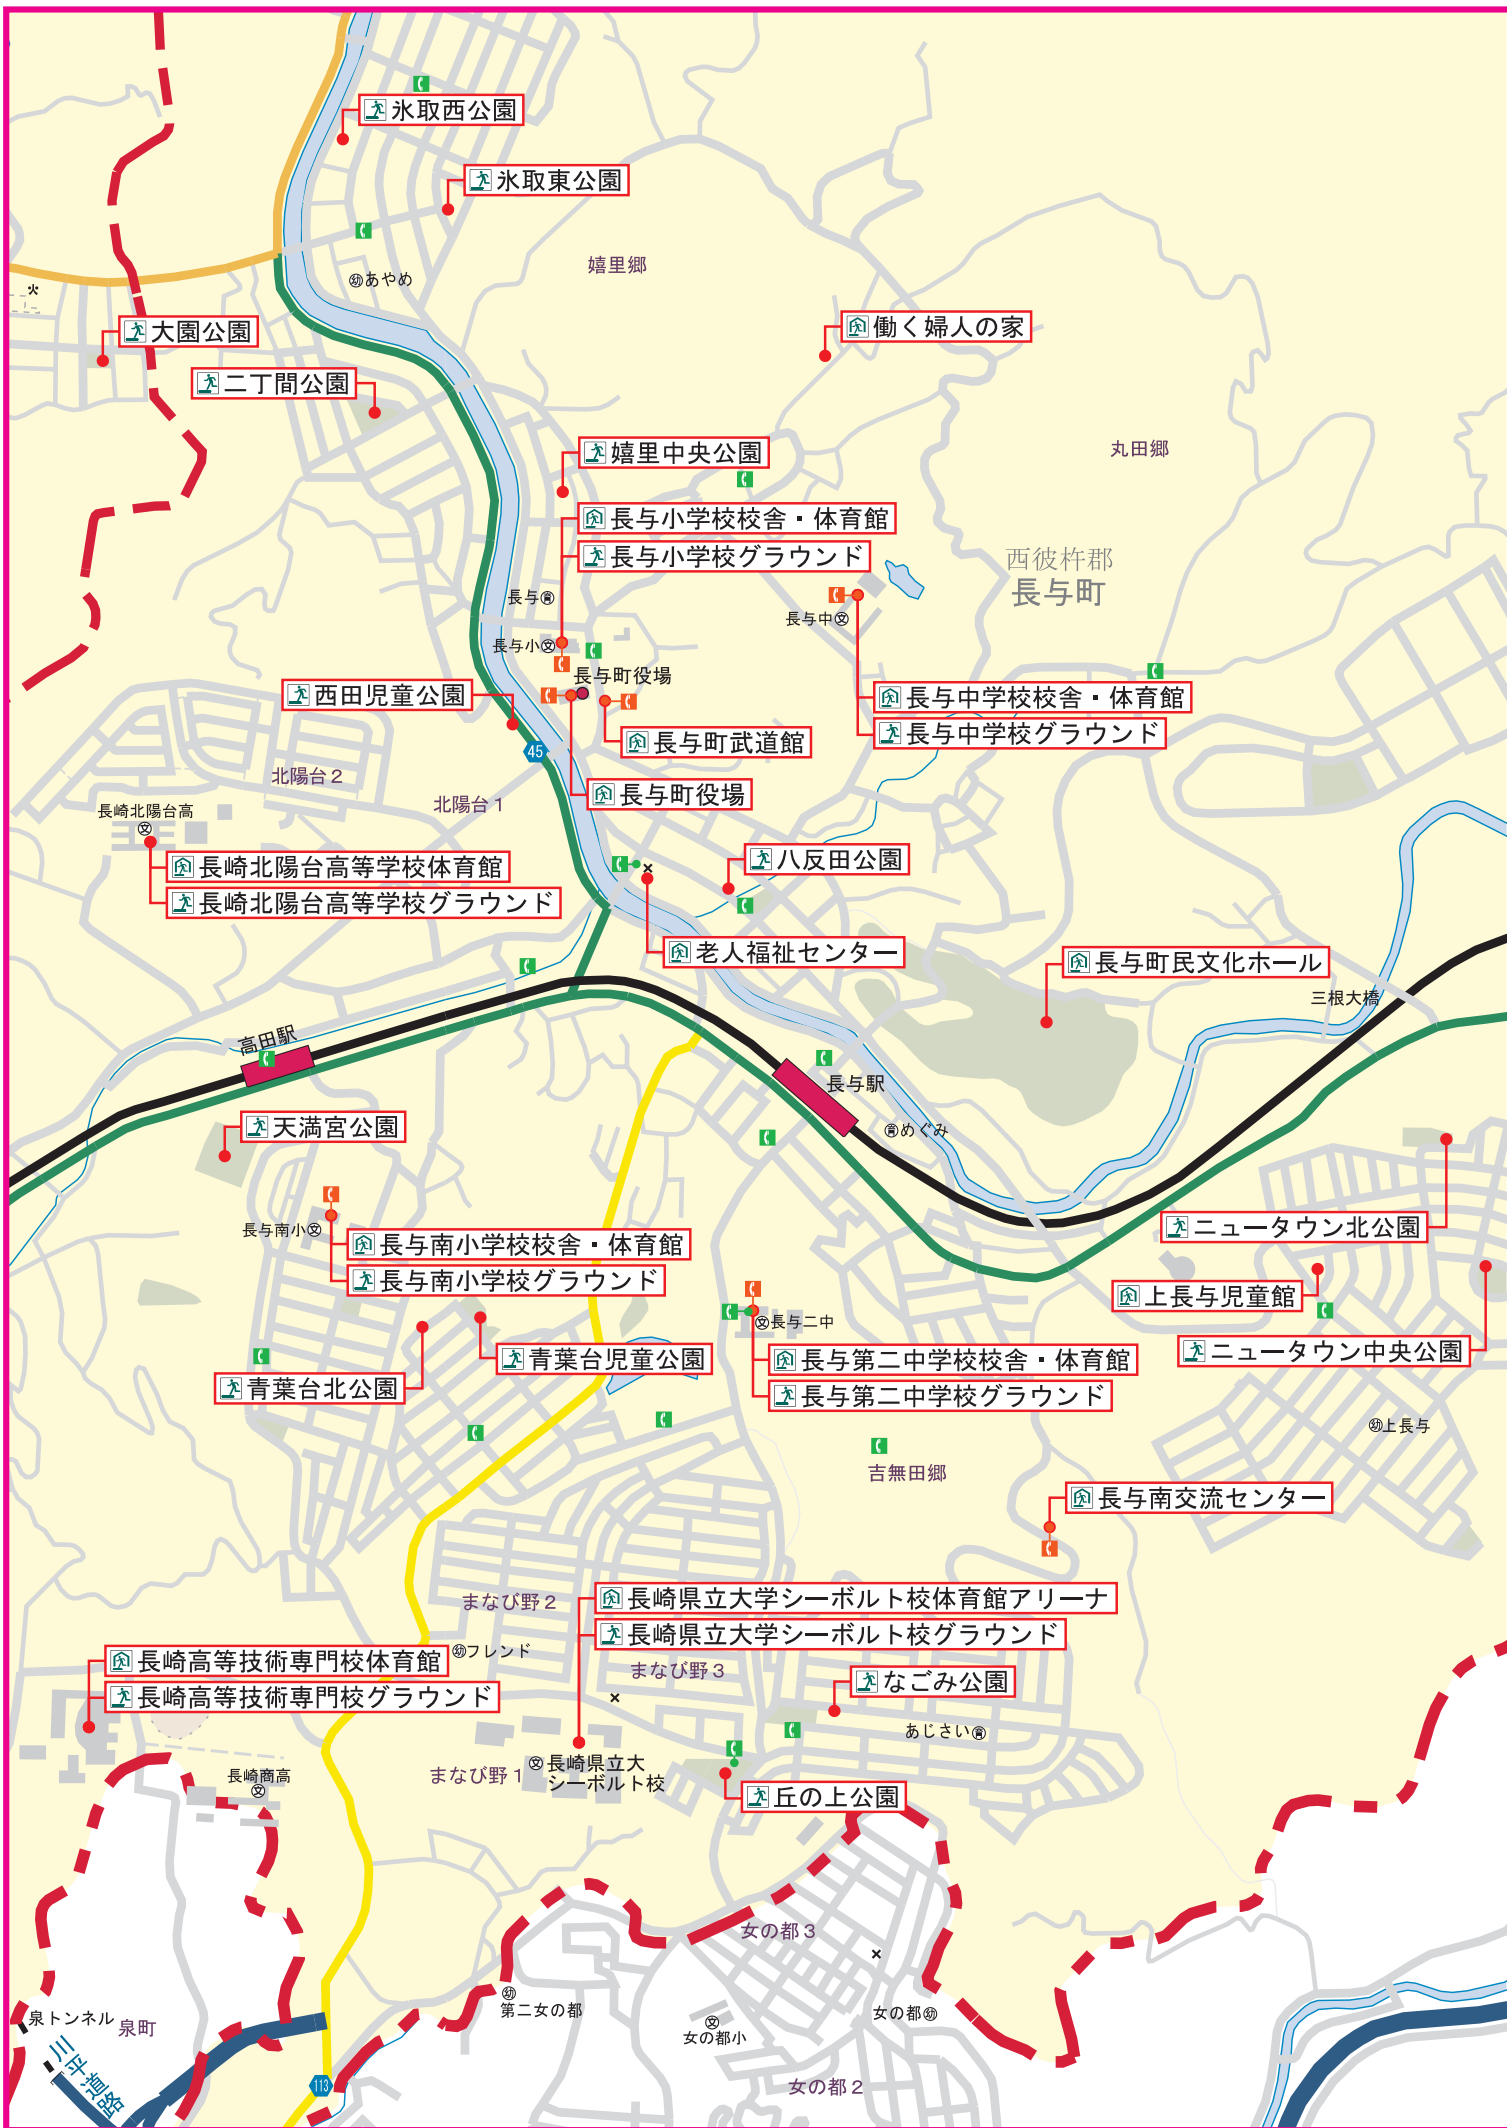 氷取西公園
氷取東公園
嬉里郷
幼あやめ
大園公園
働く婦人の家
二丁間公園
嬉里中央公園
丸田郷
長与小学校校舎・体育館
長与小学校グラウンド
西彼杵郡
長与町
長与
長与中文
長与小文
長与町役場
西田児童公園
長与中学校校舎・体育館
長与中学校グラウンド
長与町武道館
45
北陽台2
長与町役場
北陽台1
長崎北陽台高
文
長崎北陽台高等学校体育館
長崎北陽台高等学校グラウンド
八反田公園
老人福祉センター
長与町民文化ホール
三根大橋
高田駅
長与駅
めぐみ
天満宮公園
長与南小文
長与南小学校校舎・体育館
長与南小学校グラウンド
ニュータウン北公園
上長与児童館
文長与二中
ニュータウン中央公園
青葉台児童公園
長与第二中学校校舎・体育館
青葉台北公園
長与第二中学校グラウンド
幼上長与
吉無田郷
長与南交流センター
まなび野2
長崎県立大学シーボルト校体育館アリーナ
長崎県立大学シーボルト校グラウンド
幼フレンド
長崎高等技術専門校体育館
まなび野3
長崎高等技術専門校グラウンド
なごみ公園
あじさい
まなび野1
文長崎県立大
シーボルト校
長崎商高
文
丘の上公園
女の都3
幼
第二女の都
女の都幼
文
女の都小
泉トンネル
泉町
川平道路
113
女の都2